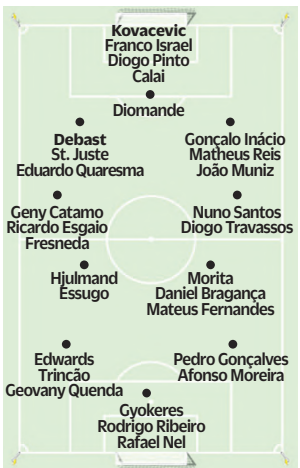 Kovacevic
Franco Israel
Diogo Pinto
Calai
Diomande
Debast
St. Juste
Eduardo Quaresma
Gonçalo Inácio
Matheus Reis
João Muniz
Geny Catamo
Ricardo Esgaio
Fresneda
Nuno Santos
Diogo Travassos
Hjulmand
Essugo
Morita
Daniel Bragança
Mateus Fernandes
Edwards
Trincão
Geovany Quenda
Pedro Gonçalves
Afonso Moreira
Gyokeres
Rodrigo Ribeiro
Rafael Nel